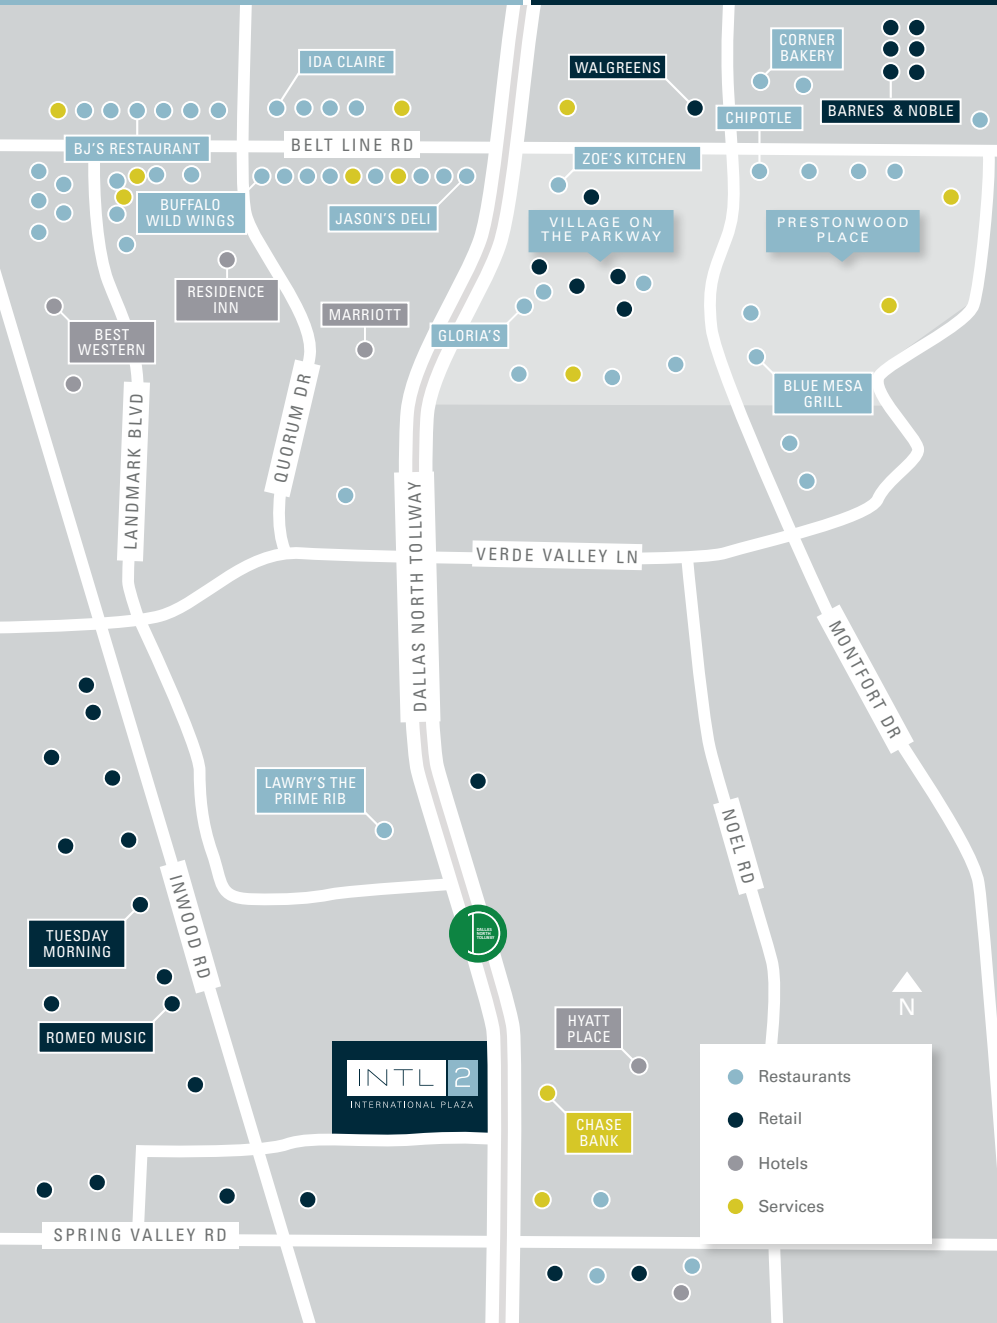 IDA CLAIRE
WALGREENS
CORNER
BAKERY
BARNES & NOBLE
CHIPOTLE
BJ'S RESTAURANT
BELT LINE RD
ZOE'S KITCHEN
BUFFALO
WILD WINGS
JASON'S DELI
VILLAGE ON
THE PARKWAY
PRESTONWOOD
PLACE
RESIDENCE
INN
MARRIOTT
GLORIA'S
BEST
WESTERN
BLUE MESA
GRILL
LANDMARK BLVD
QUORUM DR
DALLAS NORTH TOLLWAY
VERDE VALLEY LN
MONTFORT DR
LAWRY'S THE
PRIME RIB
NOEL RD
INWOOD RD
TUESDAY
MORNING
DALLAS
NORTH
TOLLWAY
ROMEO MUSIC
N
HYATT
PLACE
INTL 2
INTERNATIONAL PLAZA
CHASE
BANK
Restaurants
Retail
Hotels
Services
SPRING VALLEY RD